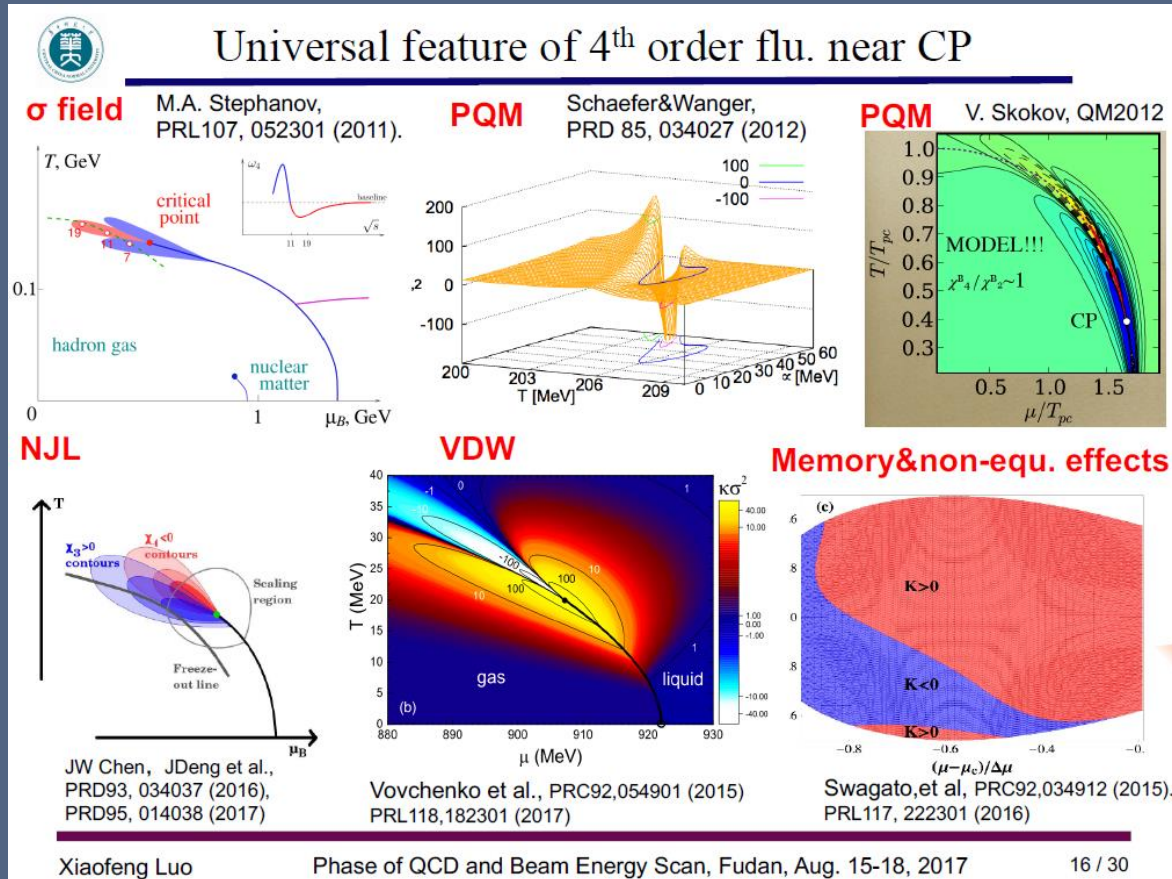 Universal feature of 4th order flu. near CP
σ field
M.A. Stephanov,
PRL107, 052301 (2011).
T, GeV
ω4
baseline
√s
11 19
critical
point
19
11
7
0.1
hadron gas
nuclear
matter
0
1
μB, GeV
PQM
Schaefer&Wanger,
PRD 85, 034027 (2012)
100
0
-100
200
100
0
-100
,2
200
203
206
209
T [MeV]
0 10 20 30 40 50 60
∝ [MeV]
PQM
V. Skokov, QM2012
1.0
0.9
0.8
0.7
0.6
0.5
0.4
0.3
T/Tpc
MODEL!!!
χB4/χB2~1
CP
0.5 1.0 1.5
μ/Tpc
NJL
T
χ3>0
contours
χ4<0
contours
Scaling
region
Freeze-
out line
μB
JW Chen, JDeng et al.,
PRD93, 034037 (2016),
PRD95, 014038 (2017)
VDW
40
35
30
25
20
15
10
5
0
T (MeV)
-1
0
1
-100
100
100
10
10
1
gas
liquid
(b)
880 890 900 910 920 930
μ (MeV)
κσ2
40.00
10.00
1.00
0.00
-1.00
-10.00
-40.00
Vovchenko et al., PRC92,054901 (2015)
PRL118,182301 (2017)
Memory&non-equ. effects
(c)
.6
.8
0
.8
.6
K>0
K<0
K>0
−0.8 −0.6 −0.4 −0.
(μ−μc)/Δμ
Swagato,et al, PRC92,034912 (2015).
PRL117, 222301 (2016)
Xiaofeng Luo
Phase of QCD and Beam Energy Scan, Fudan, Aug. 15-18, 2017
16 / 30